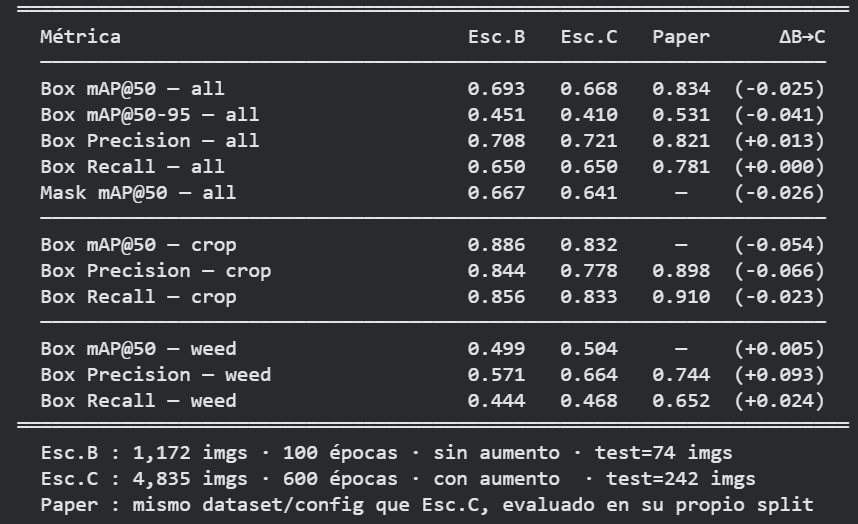 Métrica Esc.B Esc.C Paper ΔB→C
Box mAP@50 — all 0.693 0.668 0.834 (-0.025)
Box mAP@50-95 — all 0.451 0.410 0.531 (-0.041)
Box Precision — all 0.708 0.721 0.821 (+0.013)
Box Recall — all 0.650 0.650 0.781 (+0.000)
Mask mAP@50 — all 0.667 0.641 — (-0.026)
Box mAP@50 — crop 0.886 0.832 — (-0.054)
Box Precision — crop 0.844 0.778 0.898 (-0.066)
Box Recall — crop 0.856 0.833 0.910 (-0.023)
Box mAP@50 — weed 0.499 0.504 — (+0.005)
Box Precision — weed 0.571 0.664 0.744 (+0.093)
Box Recall — weed 0.444 0.468 0.652 (+0.024)
Esc.B : 1,172 imgs · 100 épocas · sin aumento · test=74 imgs
Esc.C : 4,835 imgs · 600 épocas · con aumento · test=242 imgs
Paper : mismo dataset/config que Esc.C, evaluado en su propio split